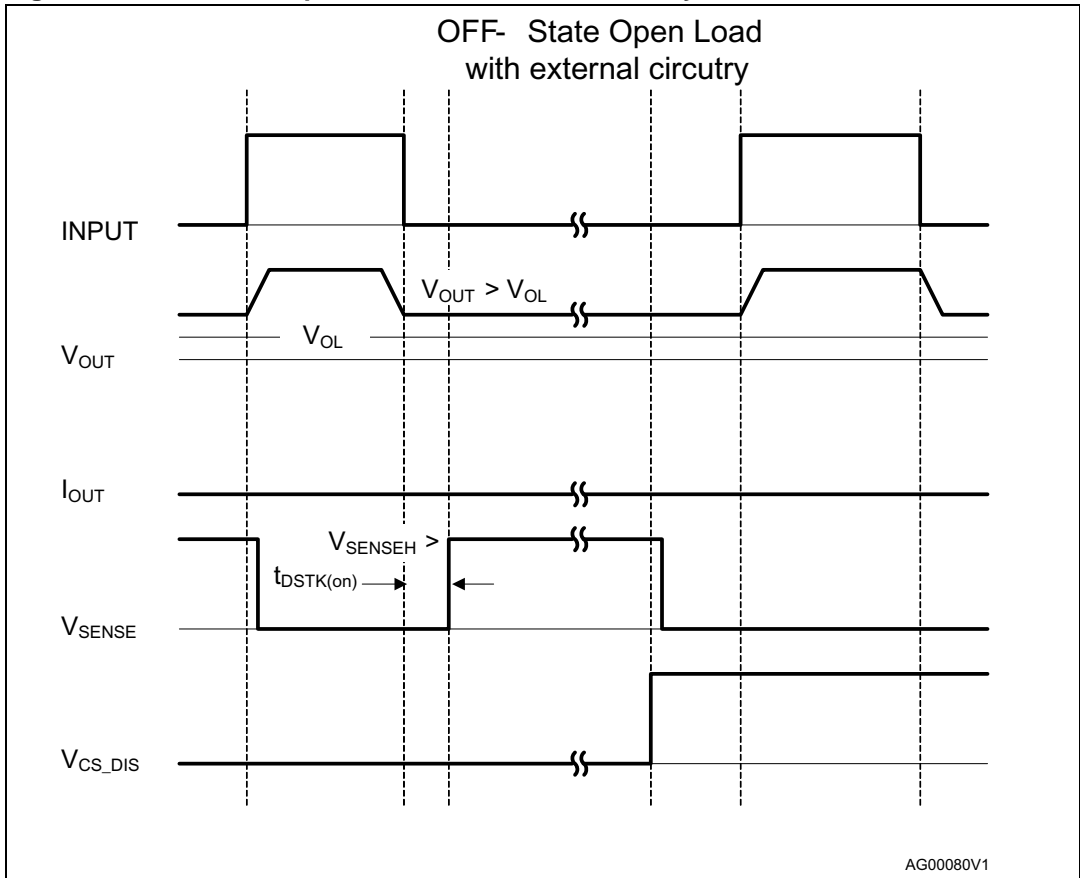 OFF- State Open Load
with external circutry
INPUT
V_OUT > V_OL
V_OL
V_OUT
I_OUT
V_SENSEH >
t_DSTK(on)
V_SENSE
V_CS_DIS
AG00080V1